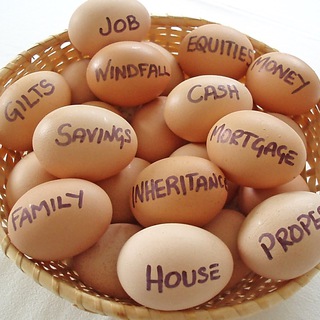 JOB
EQUITIES
WINDFALL
MONEY
GILTS
CASH
SAVINGS
MORTGAGE
INHERITANC
FAMILY
PROPE
HOUSE